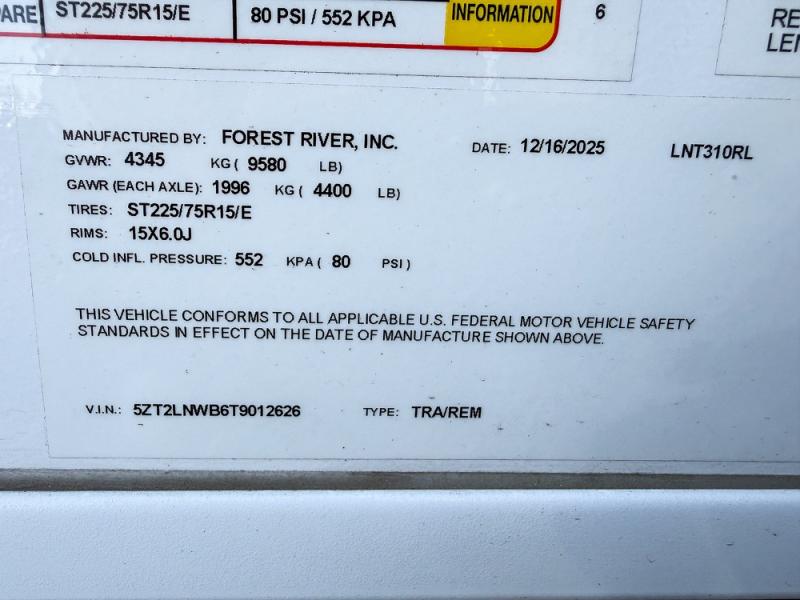 ARE ST225/75R15/E 80 PSI / 552 KPA INFORMATION 6
RE
LEN
MANUFACTURED BY: FOREST RIVER, INC. DATE: 12/16/2025 LNT310RL
GVWR: 4345 KG ( 9580 LB)
GAWR (EACH AXLE): 1996 KG ( 4400 LB)
TIRES: ST225/75R15/E
RIMS: 15X6.0J
COLD INFL. PRESSURE: 552 KPA ( 80 PSI )
THIS VEHICLE CONFORMS TO ALL APPLICABLE U.S. FEDERAL MOTOR VEHICLE SAFETY
STANDARDS IN EFFECT ON THE DATE OF MANUFACTURE SHOWN ABOVE.
V.I.N.: 5ZT2LNWB6T9012626 TYPE: TRA/REM